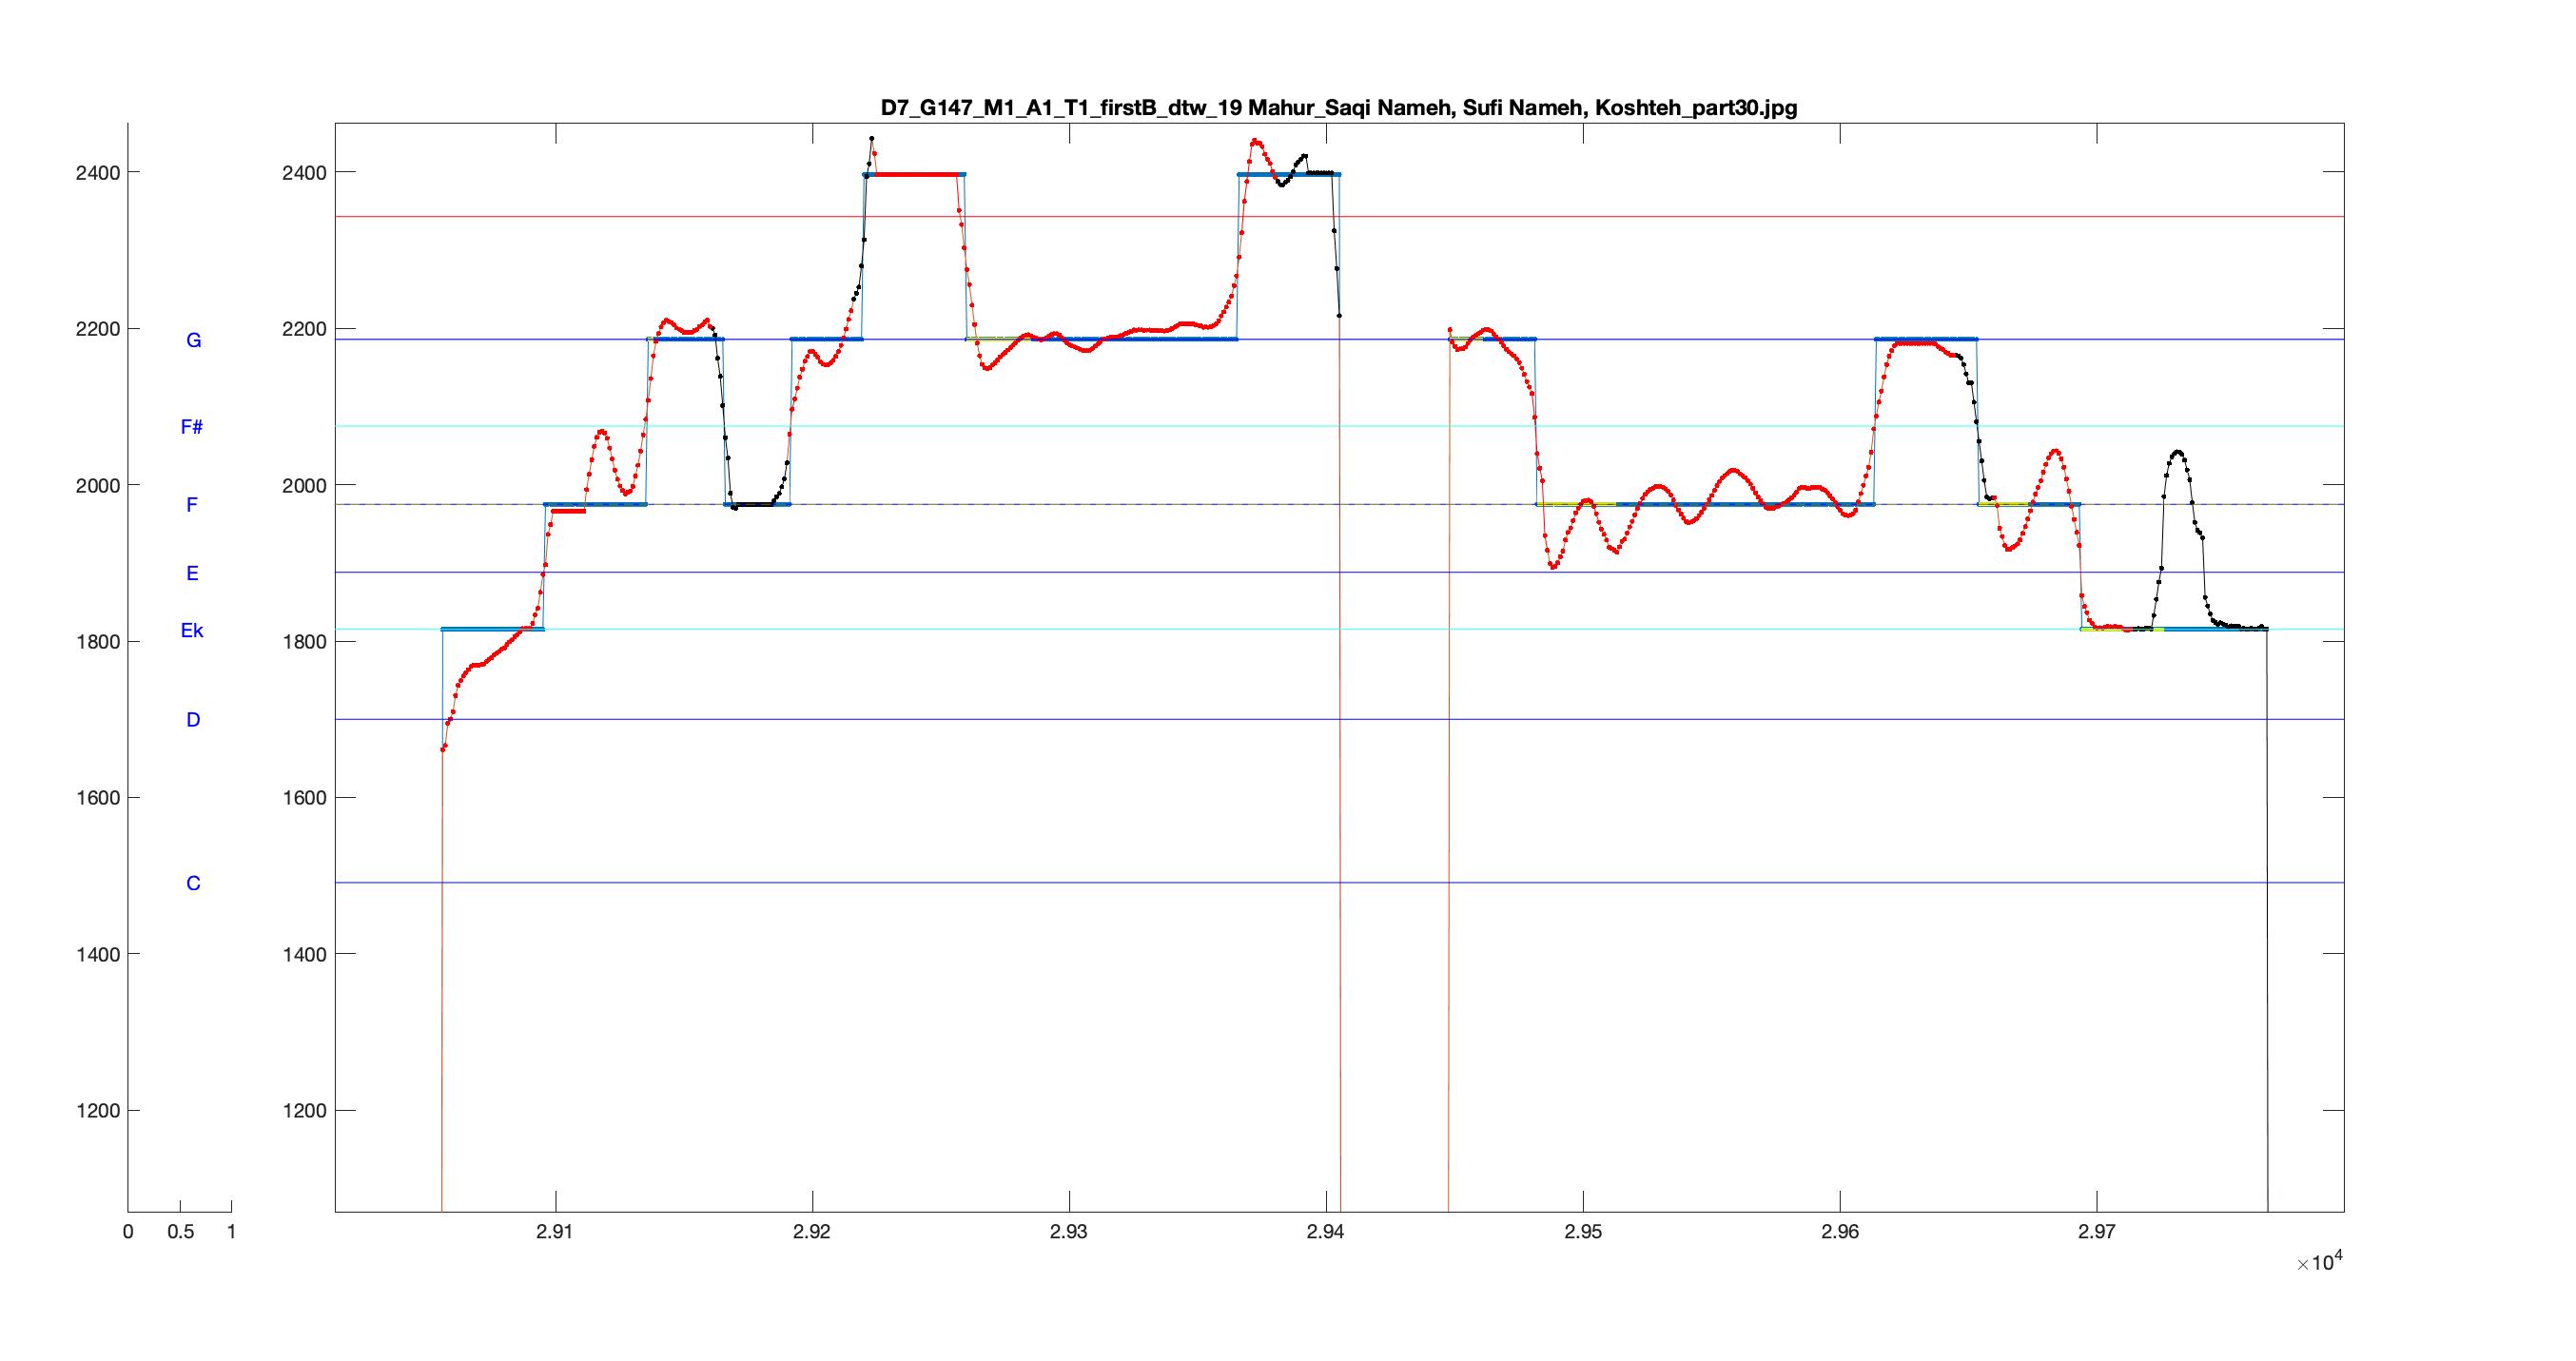 D7_G147_M1_A1_T1_firstB_dtw_19 Mahur_Saqi Nameh, Sufi Nameh, Koshteh_part30.jpg
2400 2400
2200 G 2200
F#
2000 2000
F
E
1800 Ek 1800
D
1600 1600
C
1400 1400
1200 1200
0 0.5 1 2.91 2.92 2.93 2.94 2.95 2.96 2.97
×10⁴